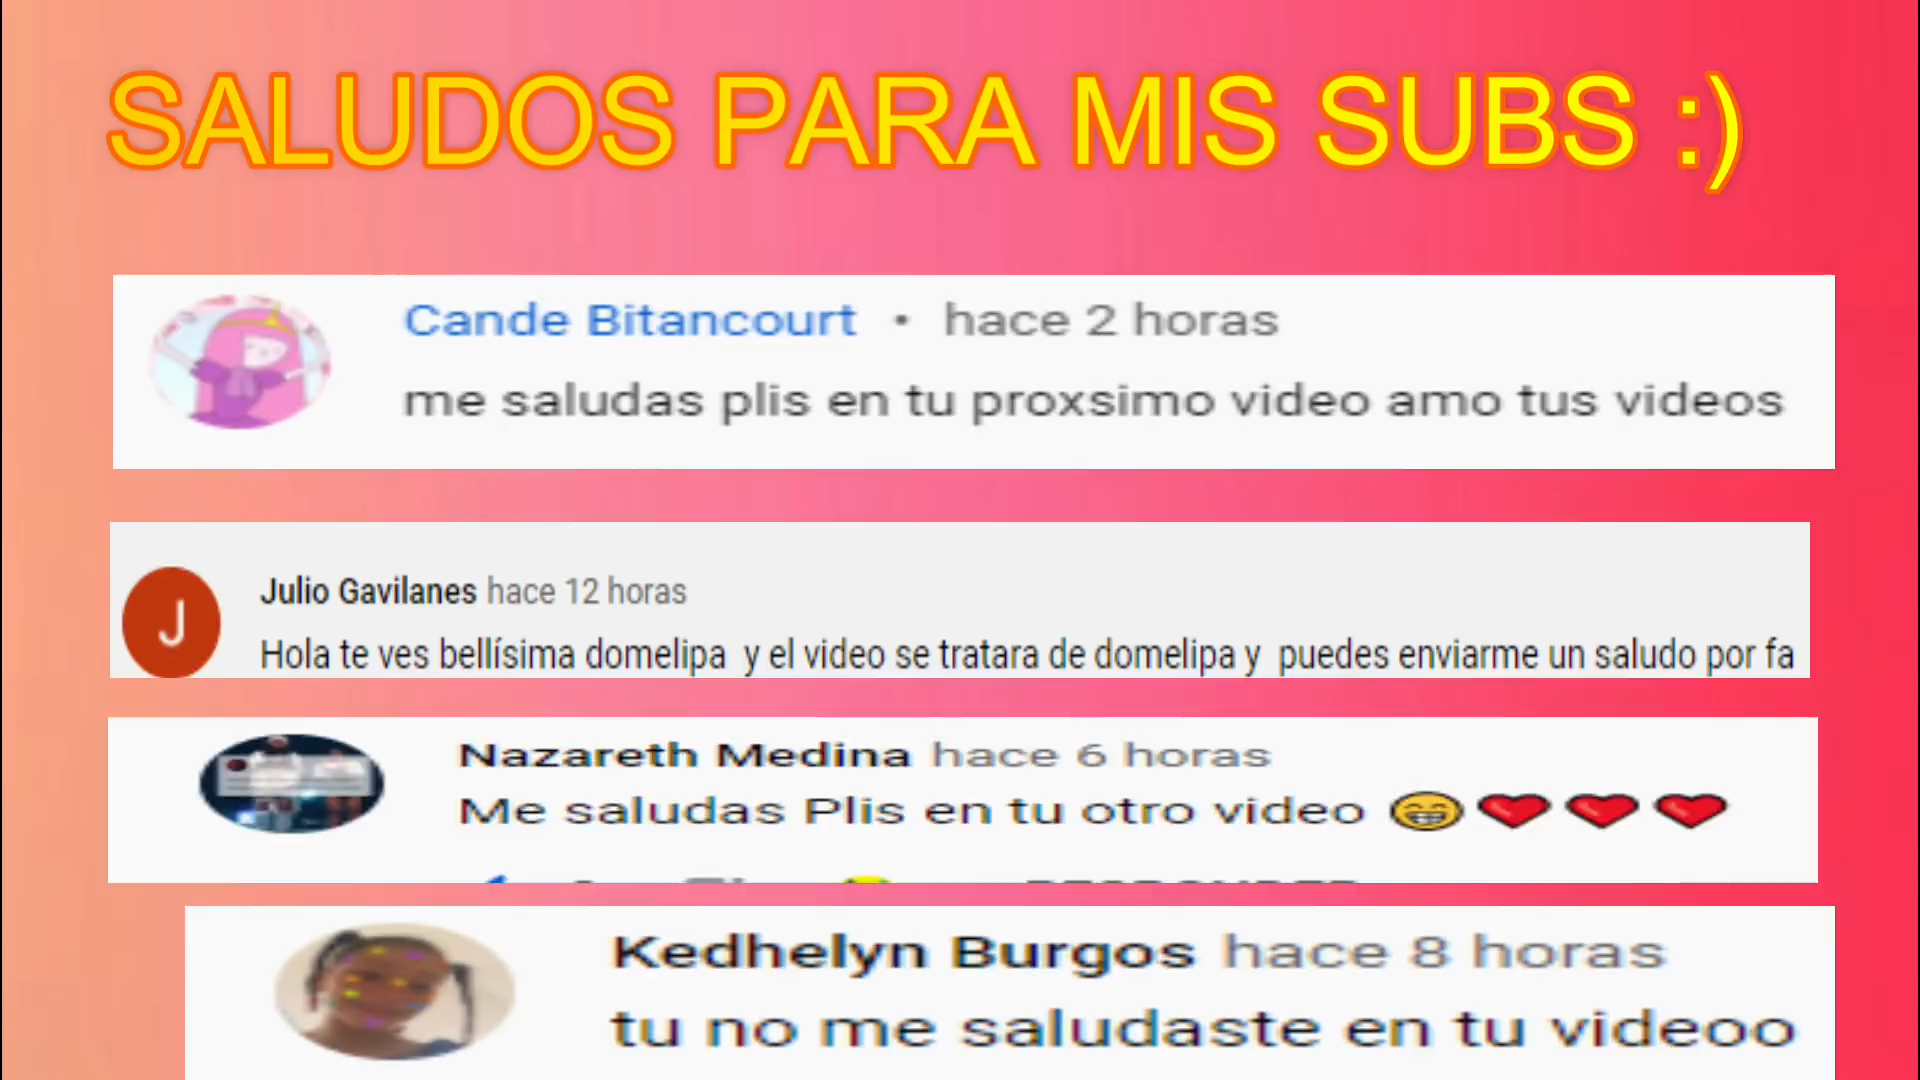 SALUDOS PARA MIS SUBS :)
Cande Bitancourt • hace 2 horas
me saludas plis en tu proxsimo video amo tus videos
J
Julio Gavilanes hace 12 horas
Hola te ves bellísima domelipa y el video se tratara de domelipa y puedes enviarme un saludo por fa
Nazareth Medina hace 6 horas
Me saludas Plis en tu otro video 😁❤️❤️❤️
Kedhelyn Burgos hace 8 horas
tu no me saludaste en tu videoo